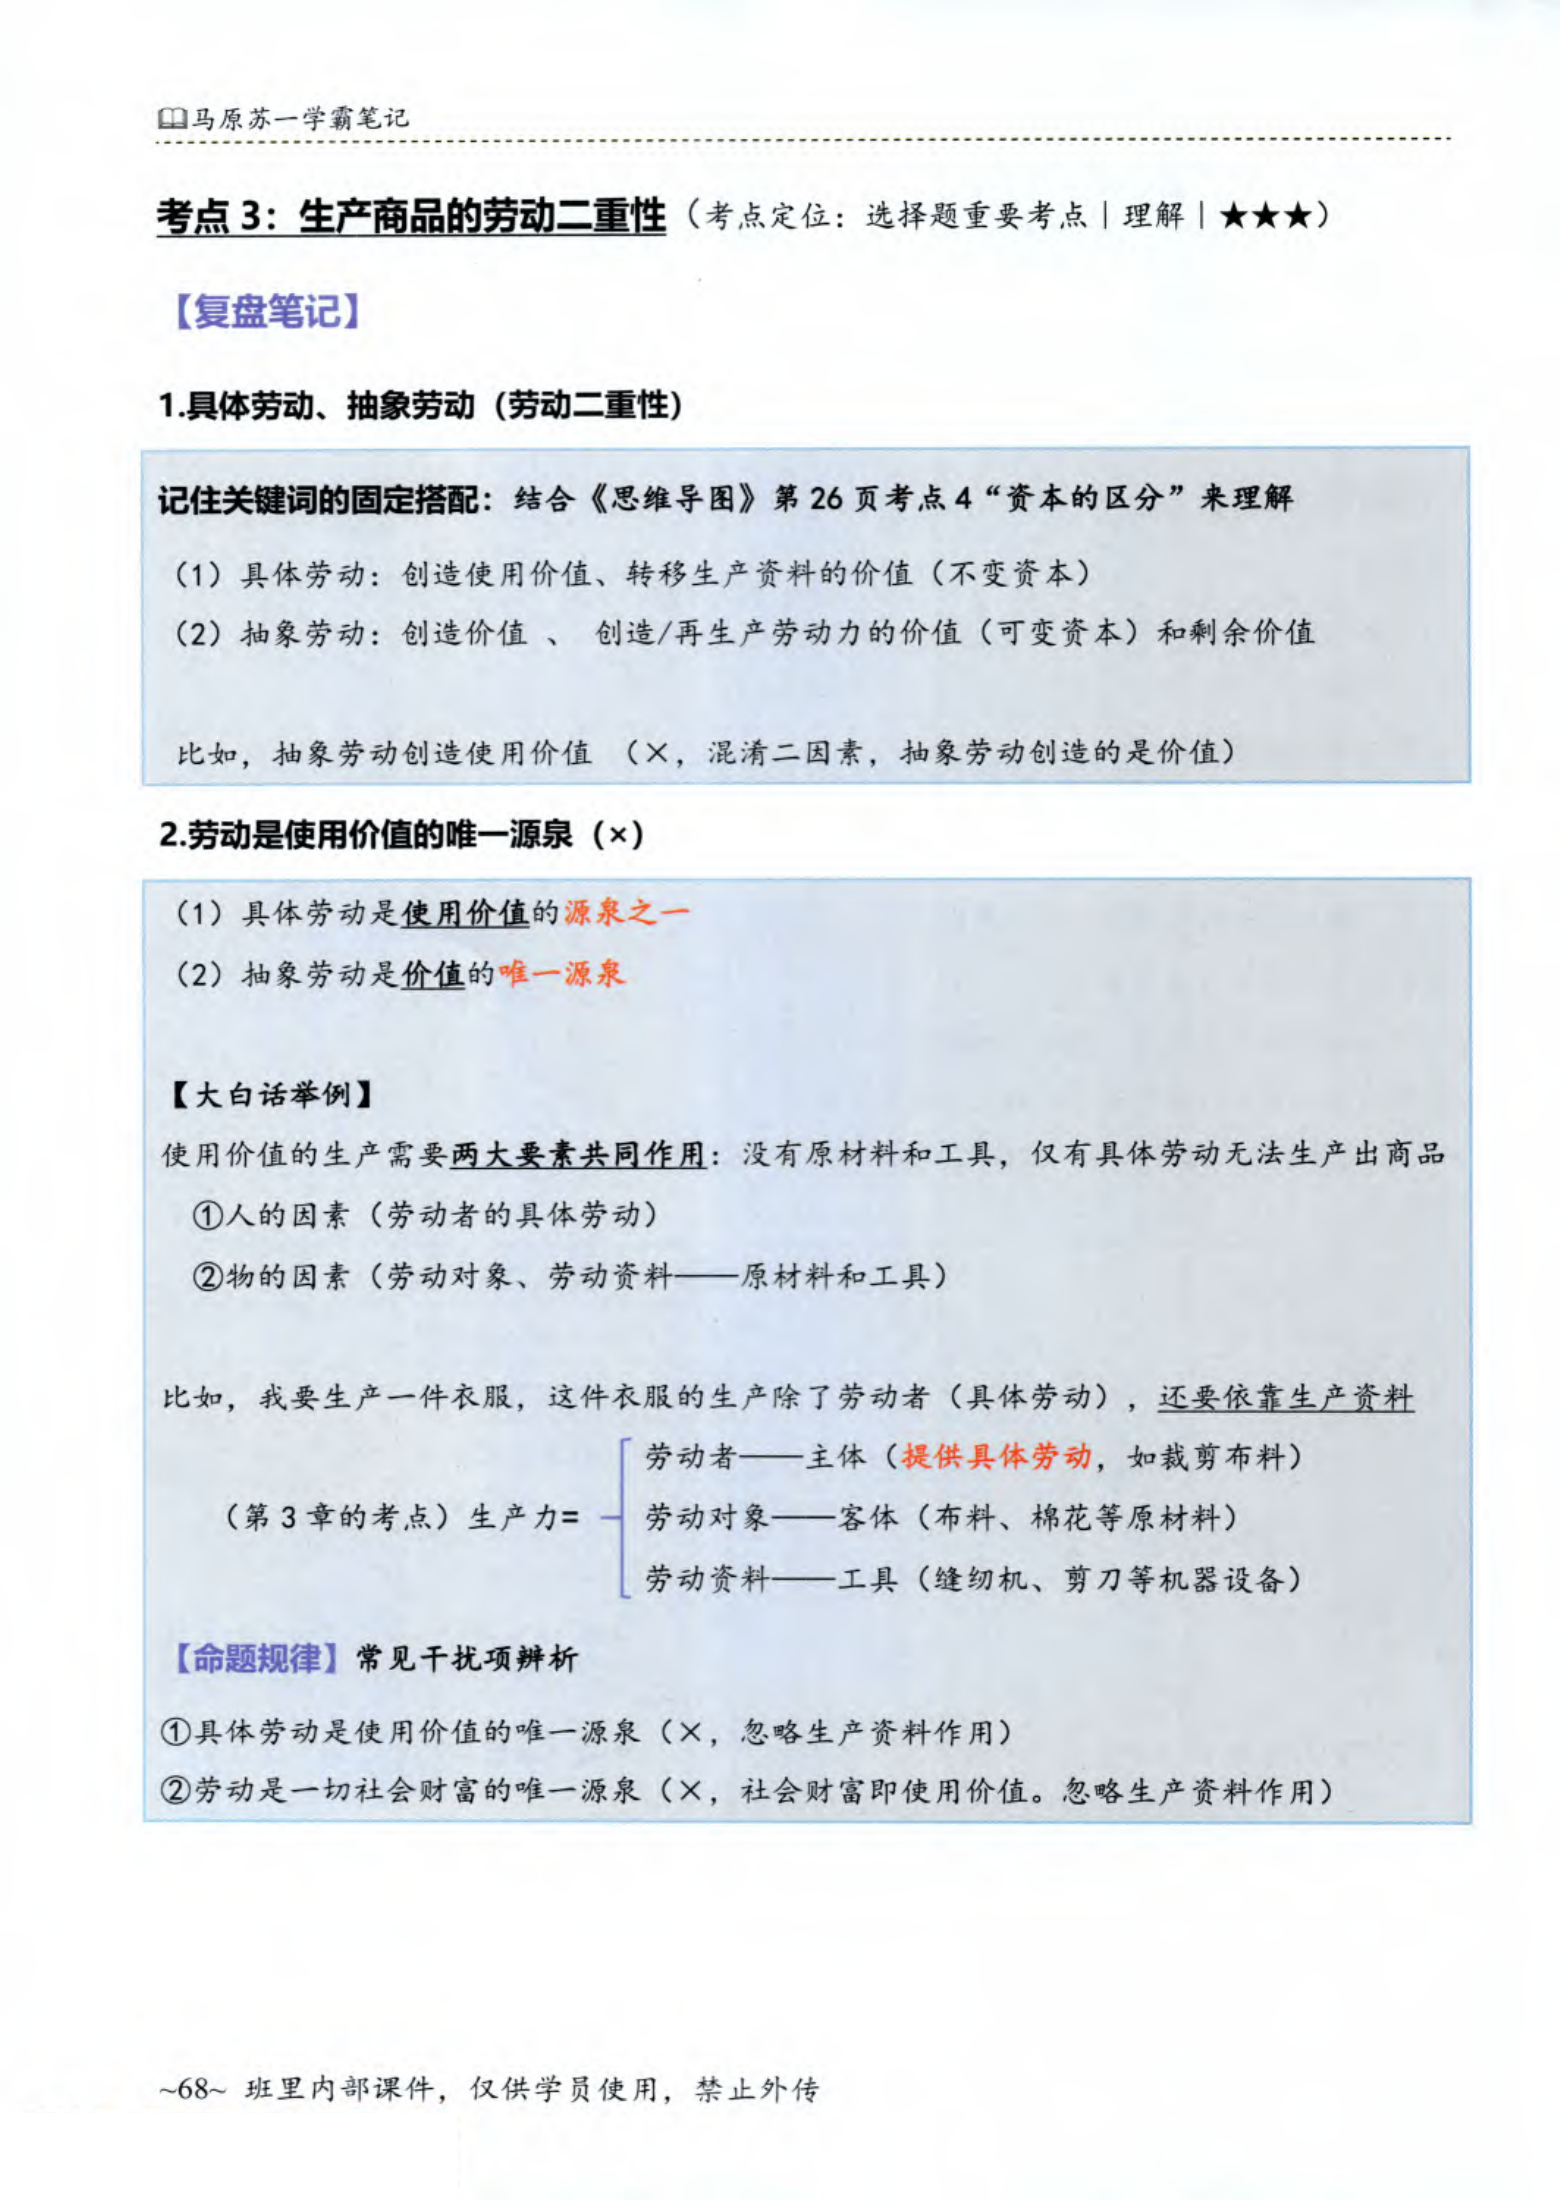 马原苏一学霸笔记
考点 3：生产商品的劳动二重性（考点定位：选择题重要考点|理解|★★★）
【复盘笔记】
1.具体劳动、抽象劳动（劳动二重性）
记住关键词的固定搭配：结合《思维导图》第 26 页考点 4“资本的区分”来理解
（1）具体劳动：创造使用价值、转移生产资料的价值（不变资本）
（2）抽象劳动：创造价值 、 创造/再生产劳动力的价值（可变资本）和剩余价值
比如，抽象劳动创造使用价值 （×，混淆二因素，抽象劳动创造的是价值）
2.劳动是使用价值的唯一源泉（×）
（1）具体劳动是使用价值的源泉之一
（2）抽象劳动是价值的唯一源泉
【大白话举例】
使用价值的生产需要两大要素共同作用：没有原材料和工具，仅有具体劳动无法生产出商品
①人的因素（劳动者的具体劳动）
②物的因素（劳动对象、劳动资料——原材料和工具）
比如，我要生产一件衣服，这件衣服的生产除了劳动者（具体劳动），还要依靠生产资料
劳动者——主体（提供具体劳动，如裁剪布料）
（第 3 章的考点）生产力= 劳动对象——客体（布料、棉花等原材料）
劳动资料——工具（缝纫机、剪刀等机器设备）
【命题规律】常见干扰项辨析
①具体劳动是使用价值的唯一源泉（×，忽略生产资料作用）
②劳动是一切社会财富的唯一源泉（×，社会财富即使用价值。忽略生产资料作用）
~68~ 班里内部课件，仅供学员使用，禁止外传